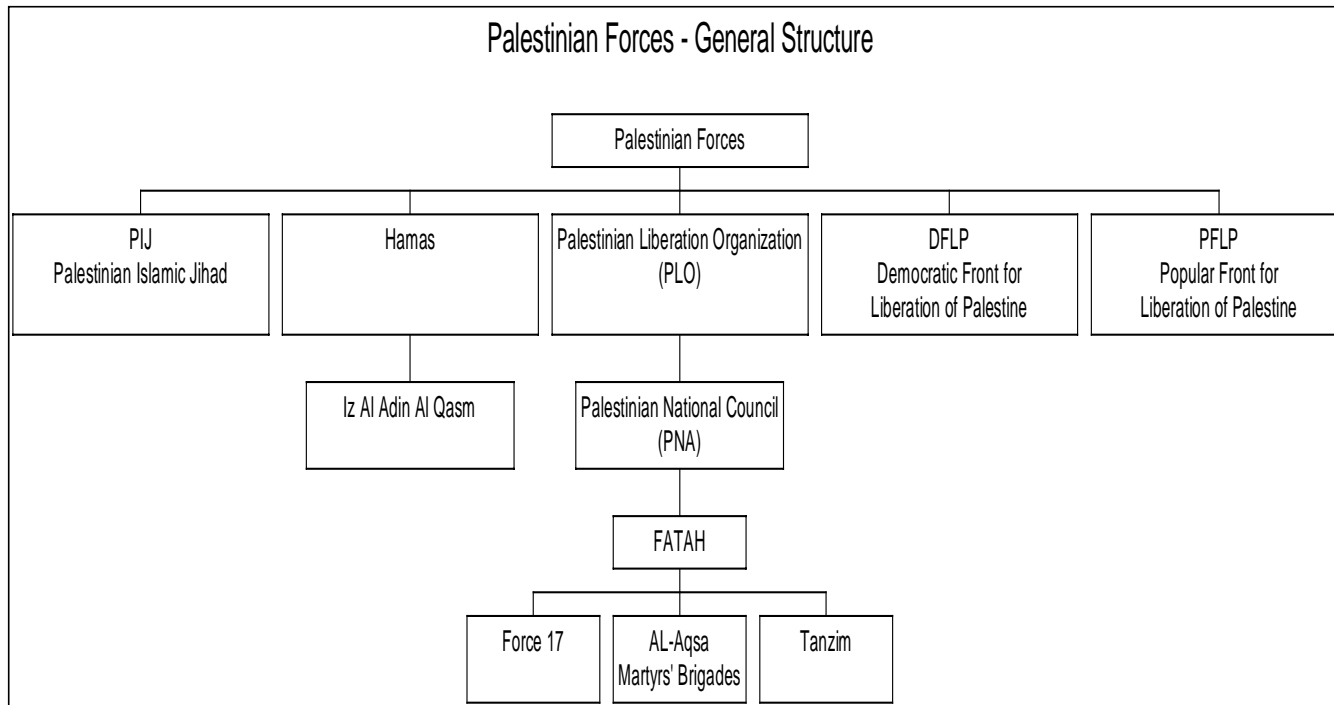 Palestinian Forces - General Structure
Palestinian Forces
PIJ
Palestinian Islamic Jihad
Hamas
Palestinian Liberation Organization
(PLO)
DFLP
Democratic Front for
Liberation of Palestine
PFLP
Popular Front for
Liberation of Palestine
Iz Al Adin Al Qasm
Palestinian National Council
(PNA)
FATAH
Force 17
AL-Aqsa
Martyrs' Brigades
Tanzim